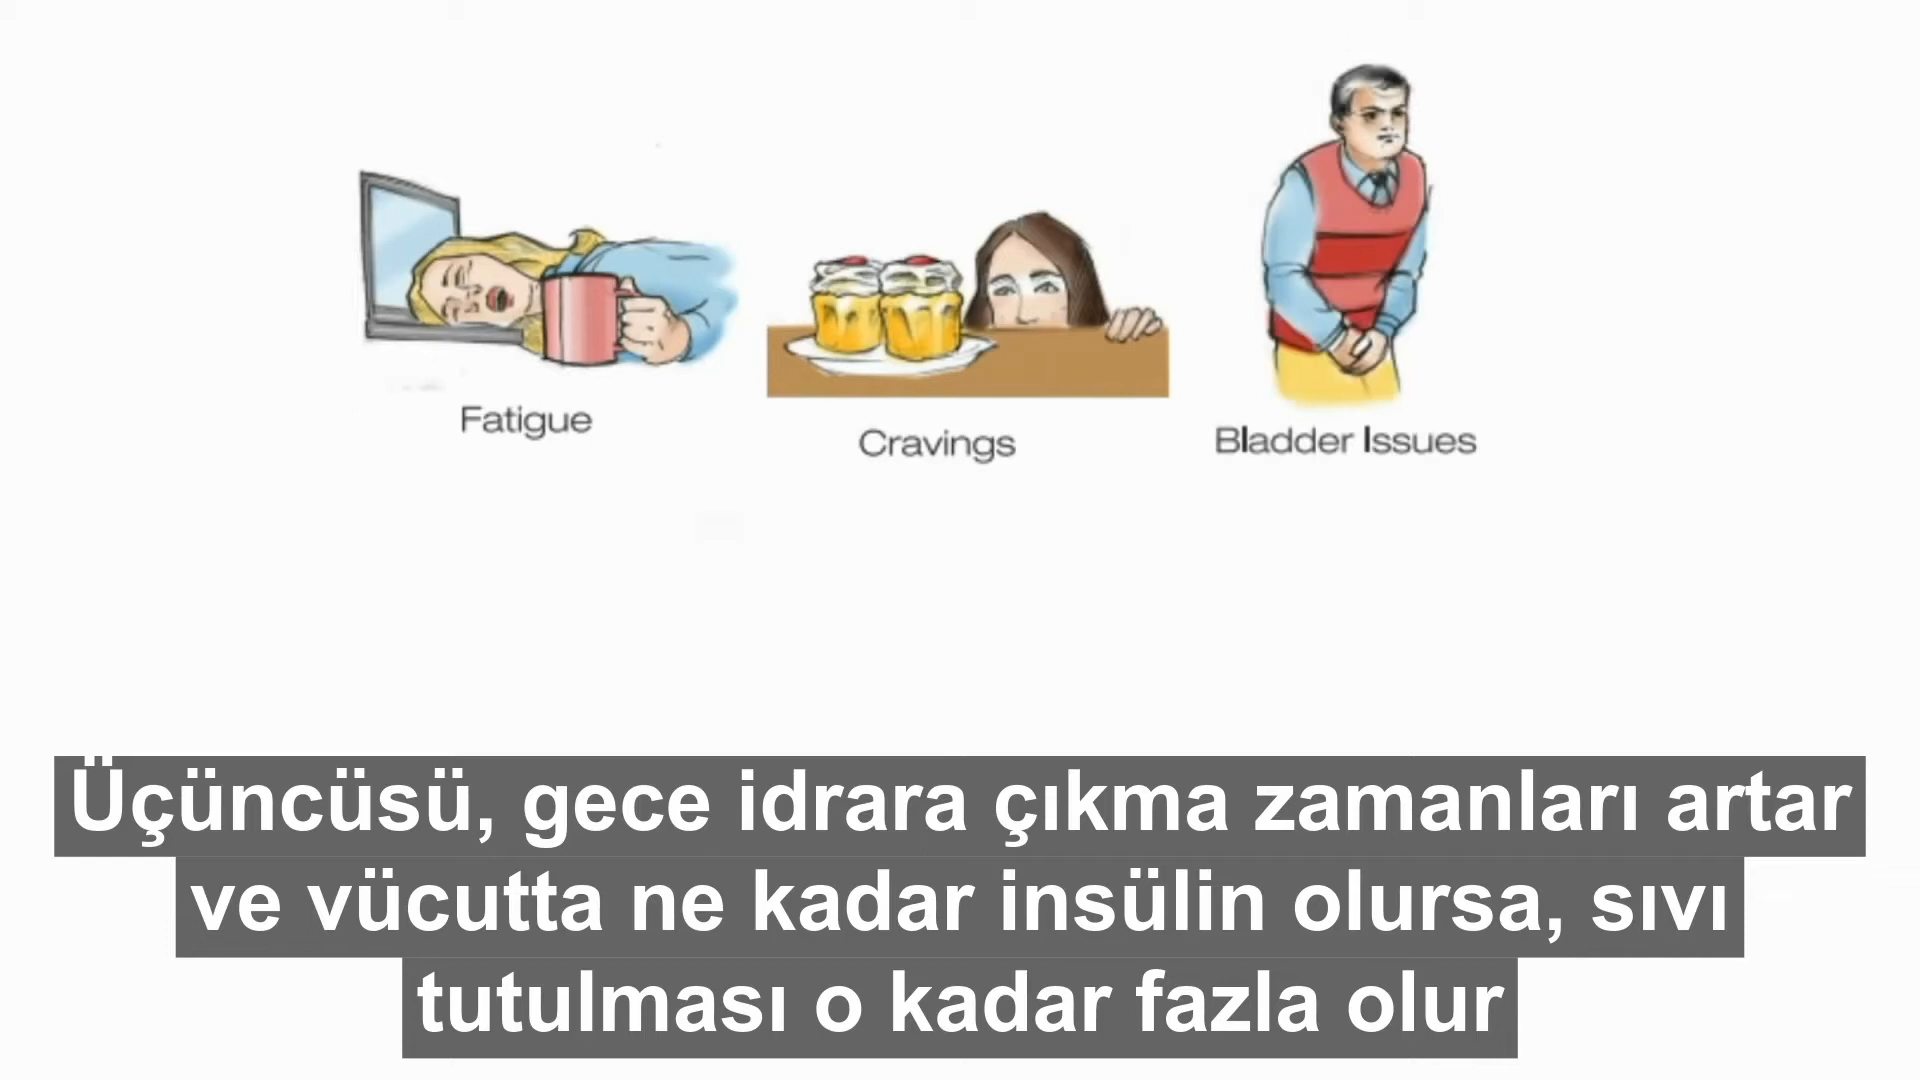 Fatigue
Cravings
Bladder Issues
Üçüncüsü, gece idrara çıkma zamanları artar
ve vücutta ne kadar insülin olursa, sıvı
tutulması o kadar fazla olur